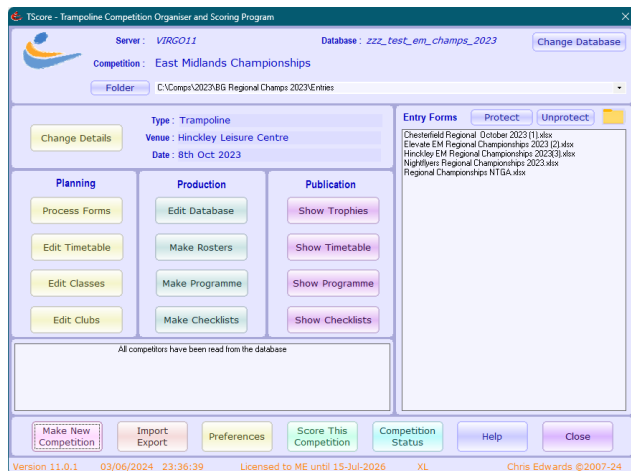 TScore - Trampoline Competition Organiser and Scoring Program
Server : VIRGO11 Database : zzz_test_em_champs_2023 Change Database
Competition : East Midlands Championships
Folder C:\Comps\2023\BG Regional Champs 2023\Entries
Change Details
Type : Trampoline
Venue : Hinckley Leisure Centre
Date : 8th Oct 2023
Entry Forms Protect Unprotect
Chesterfield Regional October 2023 (1).xlsx
Elevate EM Regional Championships 2023 (2).xlsx
Hinckley EM Regional Championships 2023(3).xlsx
Nightflyers Regional Championships 2023.xlsx
Regional Championships NTGA.xlsx
Planning
Process Forms
Edit Timetable
Edit Classes
Edit Clubs
Production
Edit Database
Make Rosters
Make Programme
Make Checklists
Publication
Show Trophies
Show Timetable
Show Programme
Show Checklists
All competitors have been read from the database
Make New
Competition
Import
Export
Preferences
Score This
Competition
Competition
Status
Help
Close
Version 11.0.1 03/06/2024 23:36:39 Licensed to ME until 15-Jul-2026 XL Chris Edwards ©2007-24